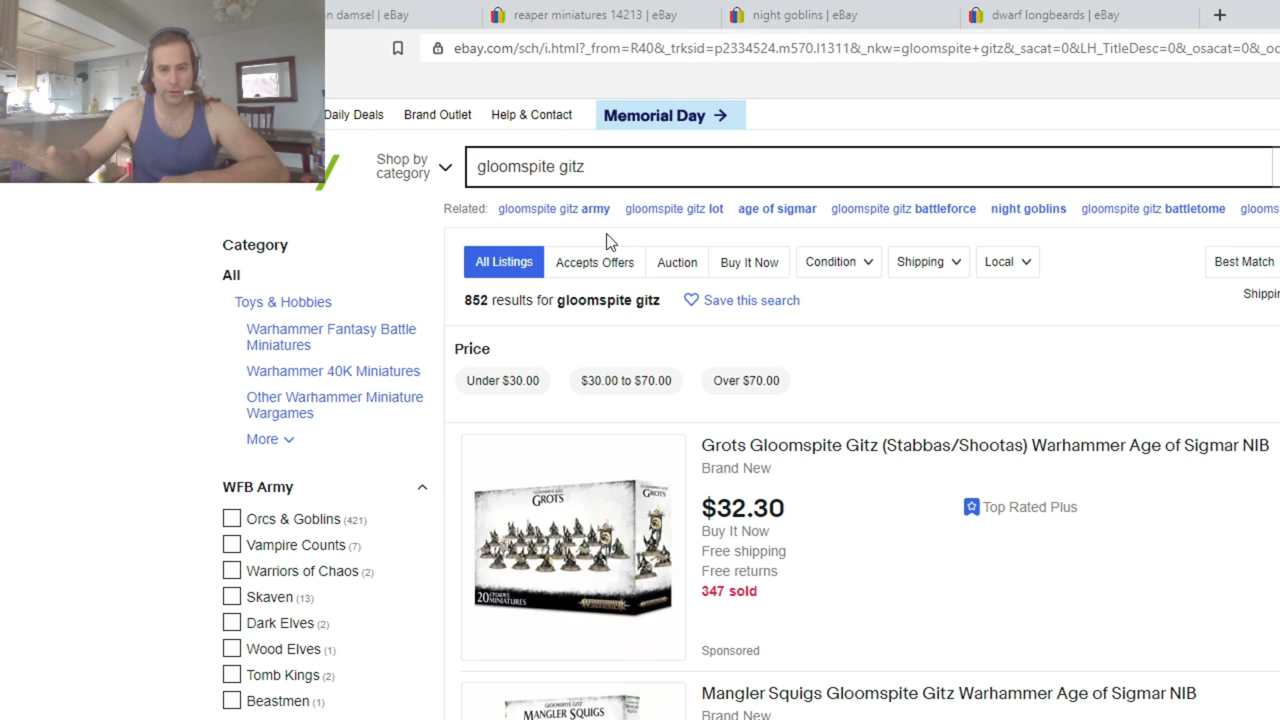 n damsel | eBay
reaper miniatures 14213 | eBay
night goblins | eBay
dwarf longbeards | eBay
ebay.com/sch/i.html?_from=R40&_trksid=p2334524.m570.l1311&_nkw=gloomspite+gitz&_sacat=0&LH_TitleDesc=0&_osacat=0&_oc
Daily Deals
Brand Outlet
Help & Contact
Memorial Day →
Shop by
category
gloomspite gitz
Related: gloomspite gitz army gloomspite gitz lot age of sigmar gloomspite gitz battleforce night goblins gloomspite gitz battletome glooms
Category
All
Toys & Hobbies
Warhammer Fantasy Battle
Miniatures
Warhammer 40K Miniatures
Other Warhammer Miniature
Wargames
More
WFB Army
Orcs & Goblins (421)
Vampire Counts (7)
Warriors of Chaos (2)
Skaven (13)
Dark Elves (2)
Wood Elves (1)
Tomb Kings (2)
Beastmen (1)
All Listings
Accepts Offers
Auction
Buy It Now
Condition
Shipping
Local
Best Match
852 results for gloomspite gitz
Save this search
Shippin
Price
Under $30.00
$30.00 to $70.00
Over $70.00
GLOOMSPITE GITZ
GROTS
GROTS
20 CITADEL
MINIATURES
WARHAMMER
Grots Gloomspite Gitz (Stabbas/Shootas) Warhammer Age of Sigmar NIB
Brand New
$32.30
Top Rated Plus
Buy It Now
Free shipping
Free returns
347 sold
Sponsored
GLOOMSPITE GITZ
MANGLER SQUIGS
Mangler Squigs Gloomspite Gitz Warhammer Age of Sigmar NIB
Brand New